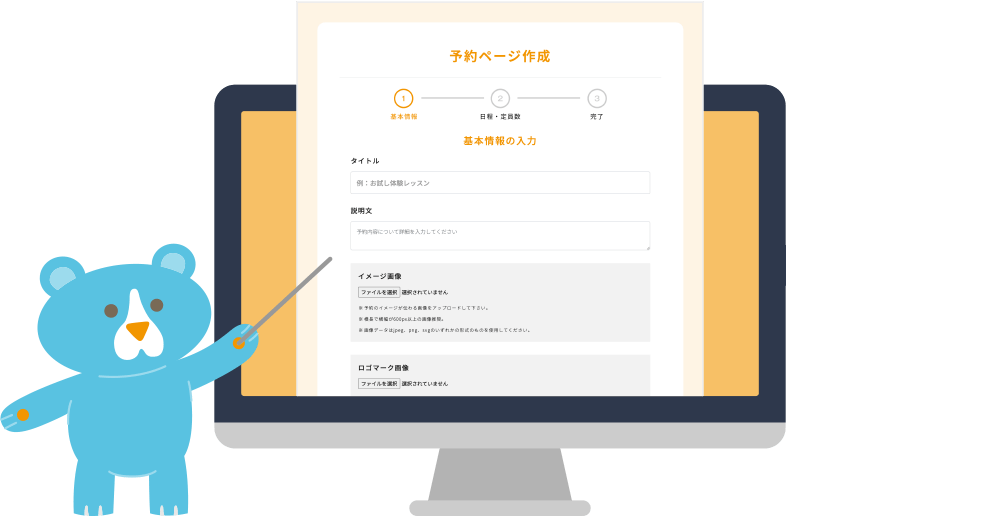 予約ページ作成
1 2 3
基本情報 日程・定員数 完了
基本情報の入力
タイトル
例：お試し体験レッスン
説明文
予約内容について詳細を入力してください
イメージ画像
ファイルを選択 選択されていません
※ 予約のイメージが伝わる画像をアップロードして下さい。
※ 横長で横幅が600px以上の画像推奨。
※ 画像データはjpeg、png、svgのいずれかの形式のものを使用してください。
ロゴマーク画像
ファイルを選択 選択されていません